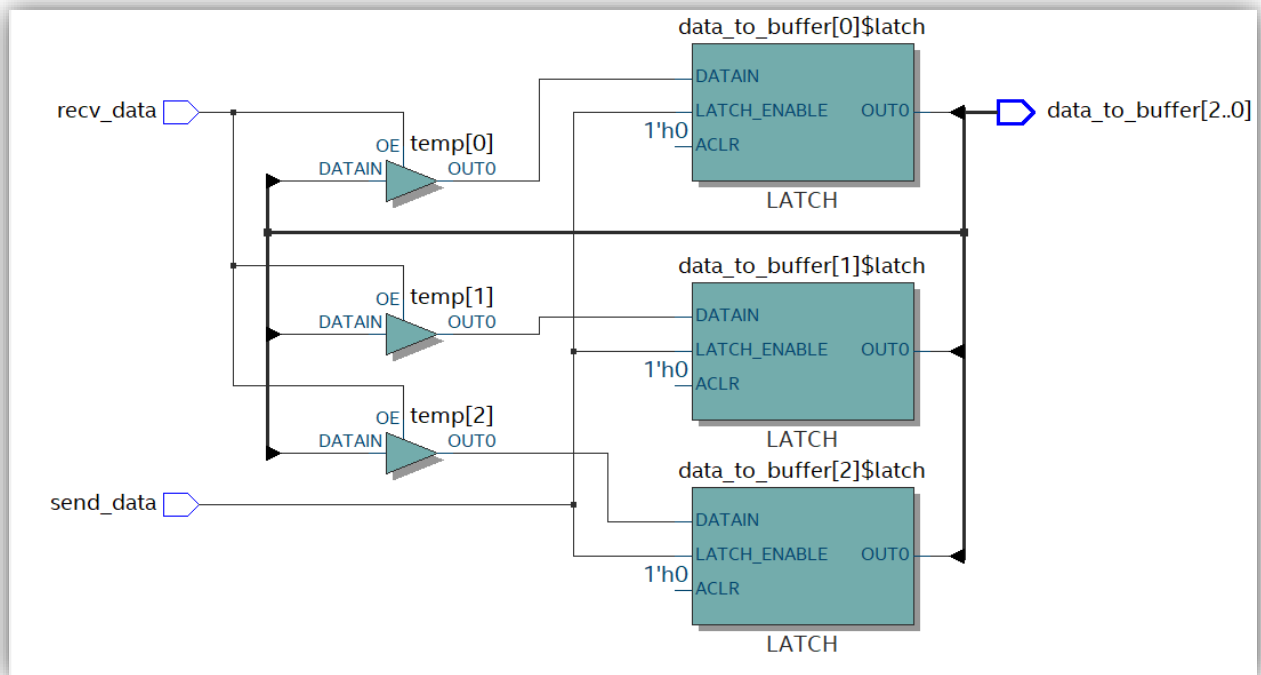 data_to_buffer[0]$latch
recv_data
DATAIN
LATCH_ENABLE
OUT0
data_to_buffer[2..0]
1'h0
ACLR
OE
temp[0]
DATAIN
OUT0
LATCH
data_to_buffer[1]$latch
OE
temp[1]
DATAIN
OUT0
DATAIN
LATCH_ENABLE
OUT0
1'h0
ACLR
OE
temp[2]
DATAIN
OUT0
LATCH
data_to_buffer[2]$latch
send_data
DATAIN
LATCH_ENABLE
OUT0
1'h0
ACLR
LATCH